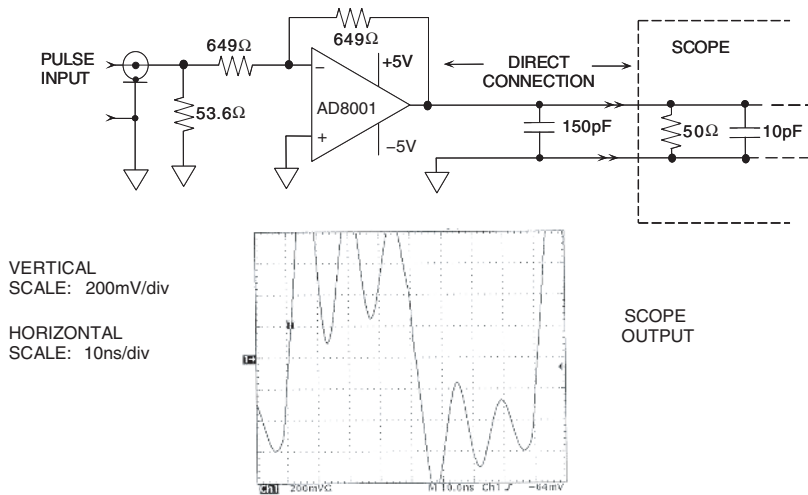 PULSE
INPUT
649Ω
53.6Ω
649Ω
−
+
AD8001
+5V
−5V
DIRECT
CONNECTION
150pF
SCOPE
50Ω
10pF
VERTICAL
SCALE: 200mV/div
HORIZONTAL
SCALE: 10ns/div
SCOPE
OUTPUT
Ch1 200mVΩ M 10.0ns Ch1 −64mV